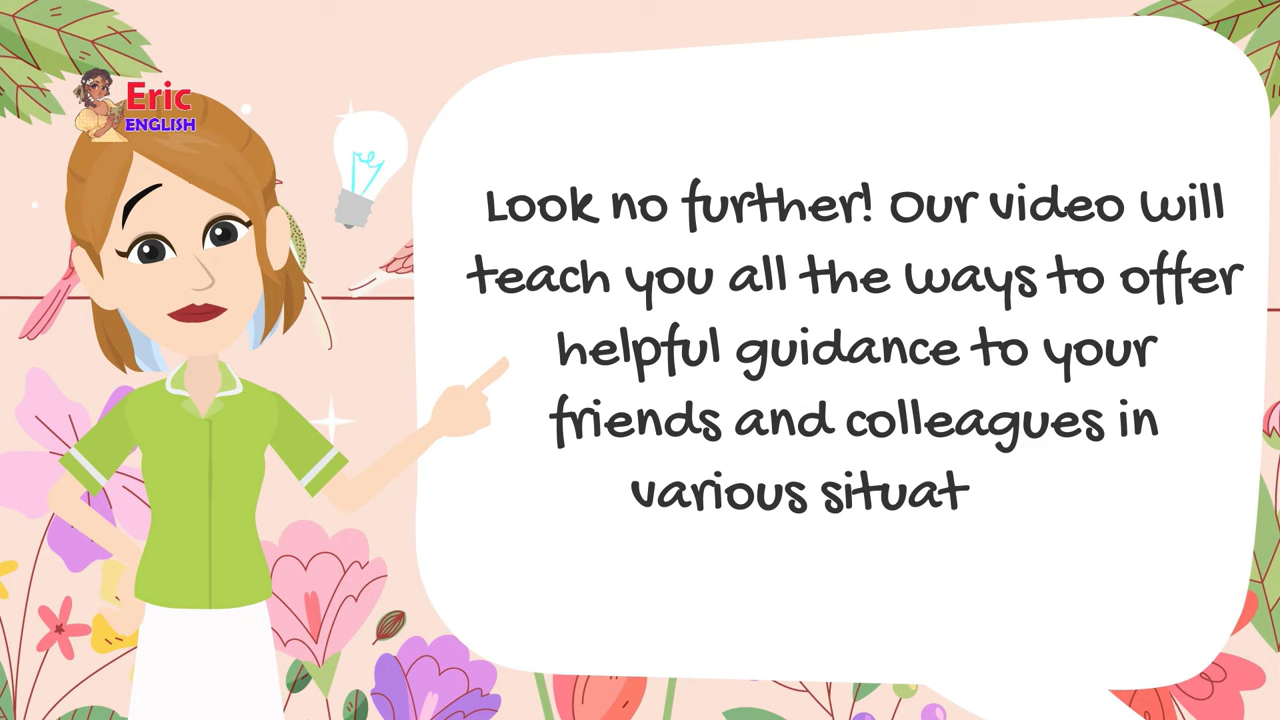 Eric
ENGLISH
Look no further! Our video will
teach you all the ways to offer
helpful guidance to your
friends and colleagues in
various situat